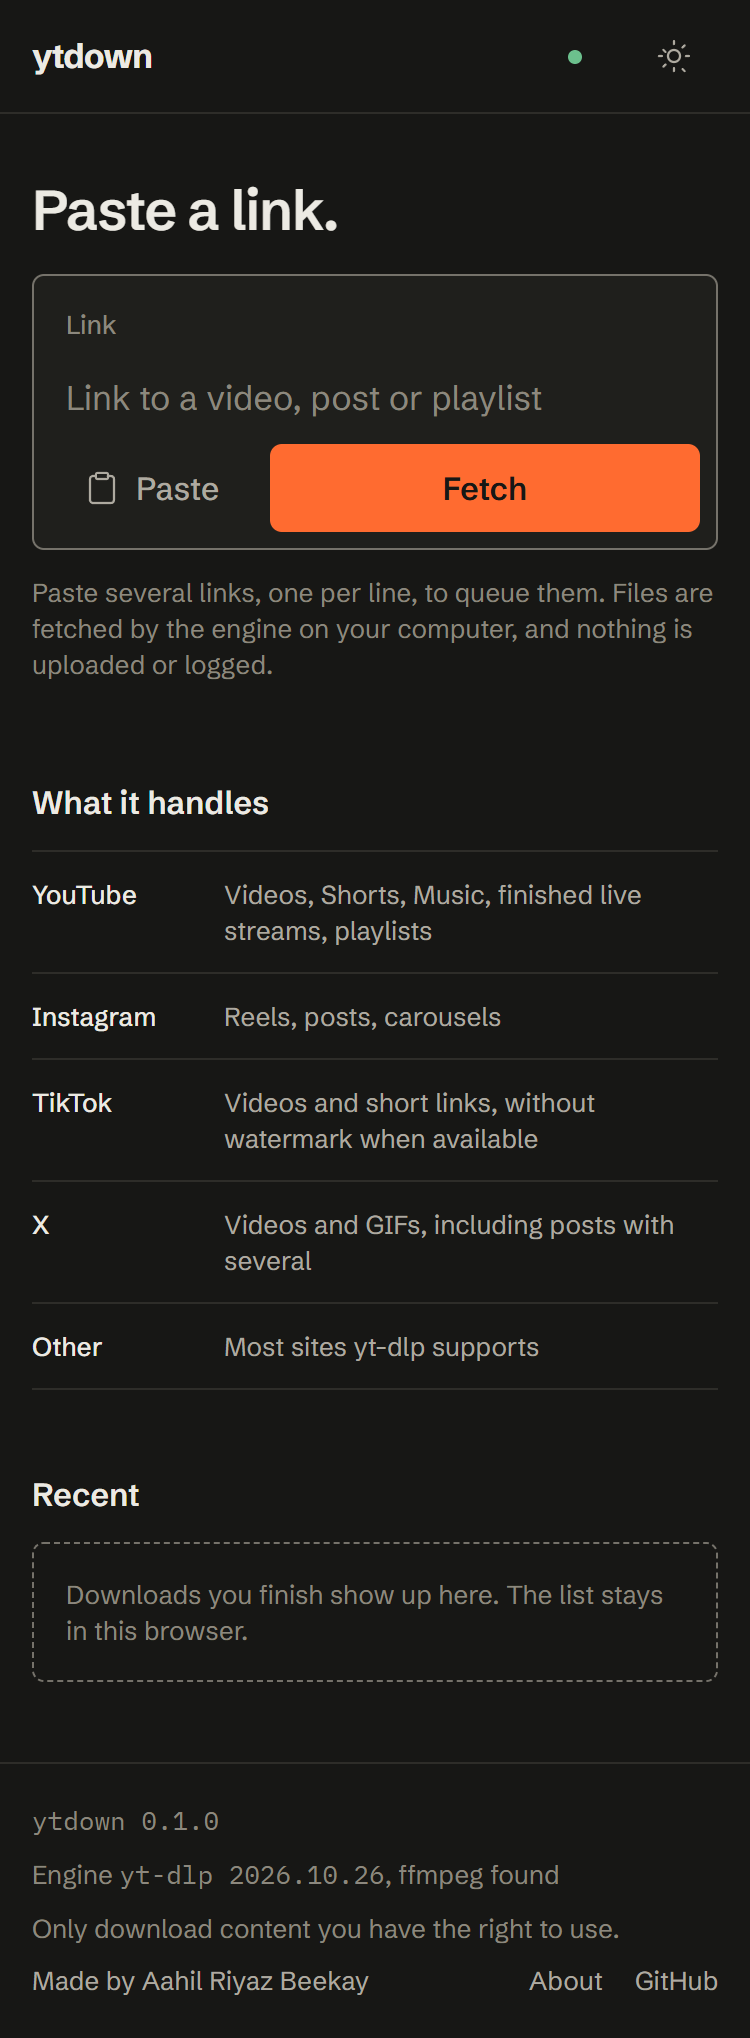 ytdown
Paste a link.
Link
Link to a video, post or playlist
Paste
Fetch
Paste several links, one per line, to queue them. Files are
fetched by the engine on your computer, and nothing is
uploaded or logged.
What it handles
YouTube
Videos, Shorts, Music, finished live
streams, playlists
Instagram
Reels, posts, carousels
TikTok
Videos and short links, without
watermark when available
X
Videos and GIFs, including posts with
several
Other
Most sites yt-dlp supports
Recent
Downloads you finish show up here. The list stays
in this browser.
ytdown 0.1.0
Engine yt-dlp 2026.10.26, ffmpeg found
Only download content you have the right to use.
Made by Aahil Riyaz Beekay
About
GitHub